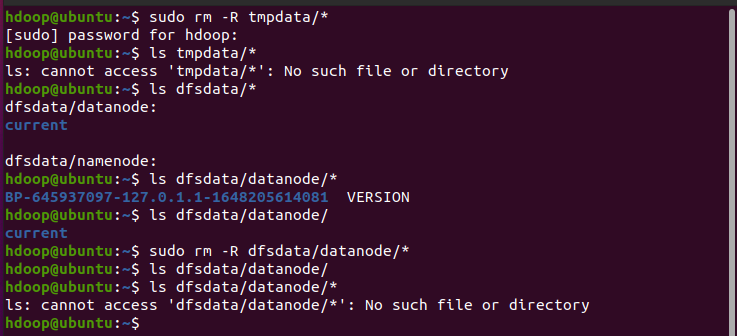 hdoop@ubuntu:~$ sudo rm -R tmpdata/*
[sudo] password for hdoop:
hdoop@ubuntu:~$ ls tmpdata/*
ls: cannot access 'tmpdata/*': No such file or directory
hdoop@ubuntu:~$ ls dfsdata/*
dfsdata/datanode:
current
dfsdata/namenode:
hdoop@ubuntu:~$ ls dfsdata/datanode/*
BP-645937097-127.0.1.1-1648205614081  VERSION
hdoop@ubuntu:~$ ls dfsdata/datanode/
current
hdoop@ubuntu:~$ sudo rm -R dfsdata/datanode/*
hdoop@ubuntu:~$ ls dfsdata/datanode/
hdoop@ubuntu:~$ ls dfsdata/datanode/*
ls: cannot access 'dfsdata/datanode/*': No such file or directory
hdoop@ubuntu:~$